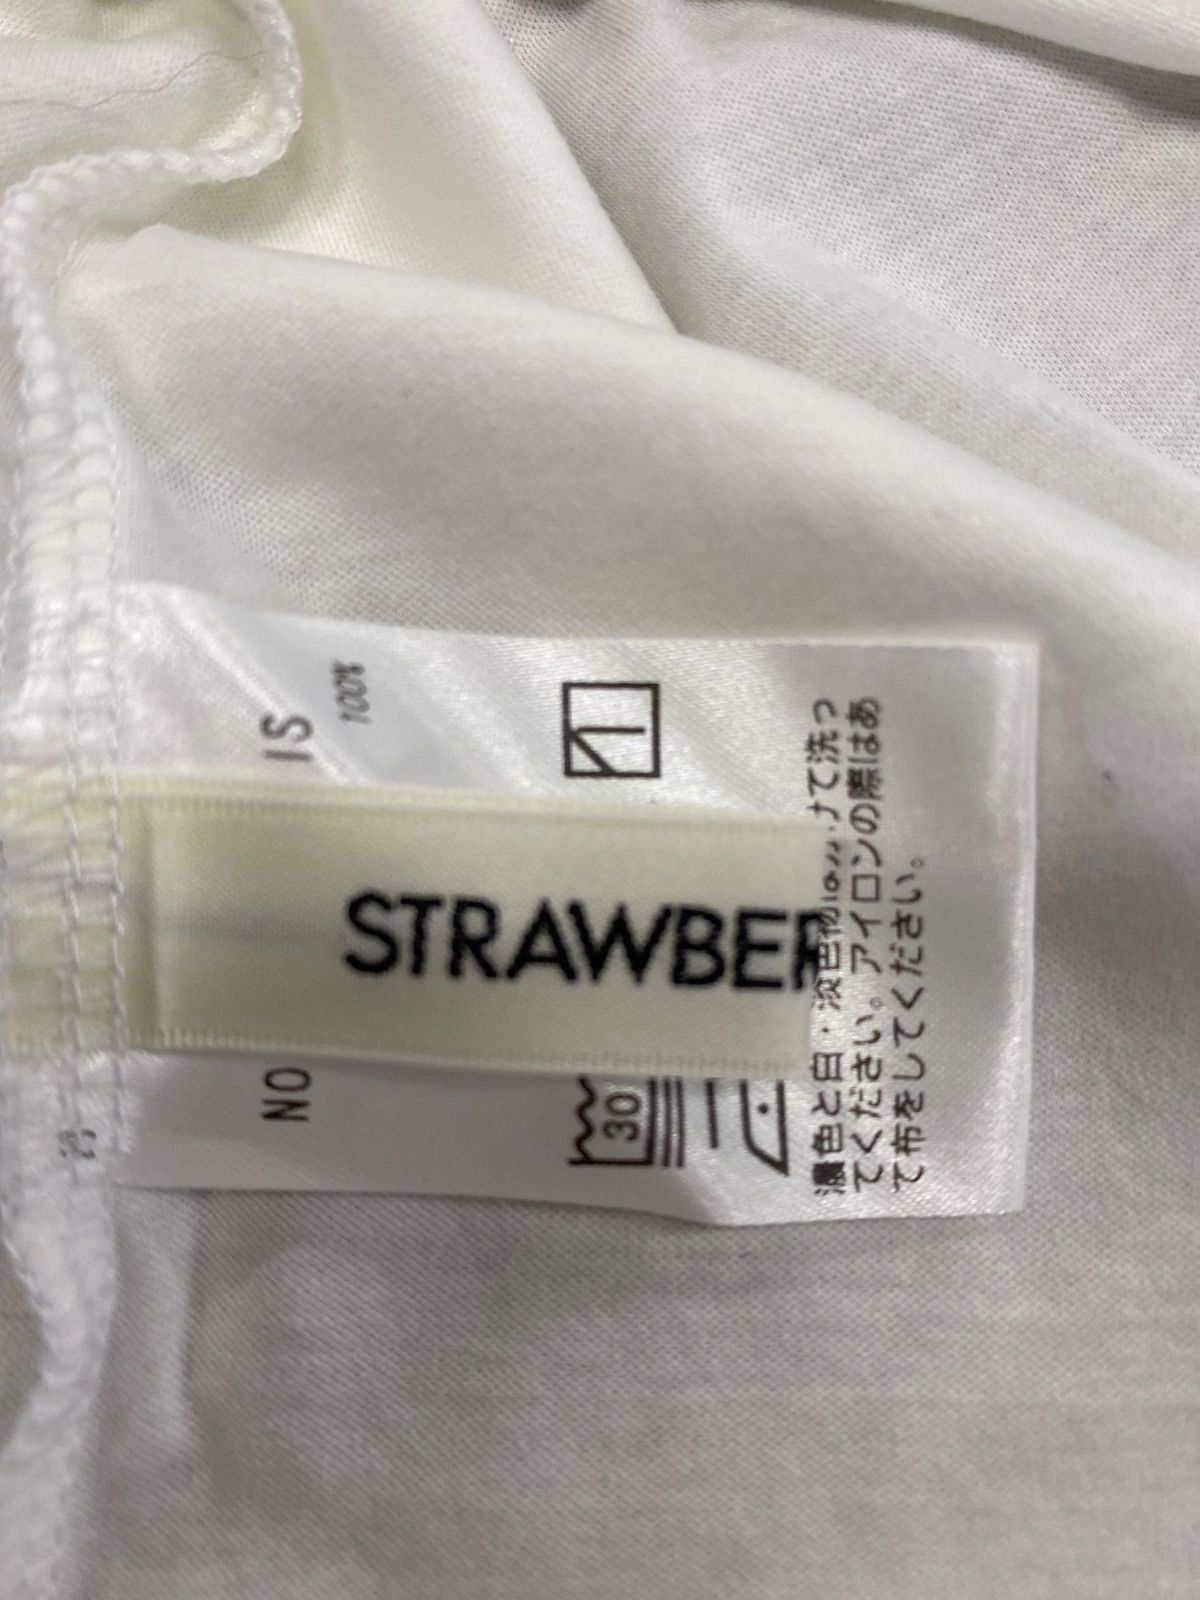 STRAWBER
NO IS
100%
30
濃色と白・淡色物は分けて洗っ
てください。アイロンの際はあ
て布をしてください。